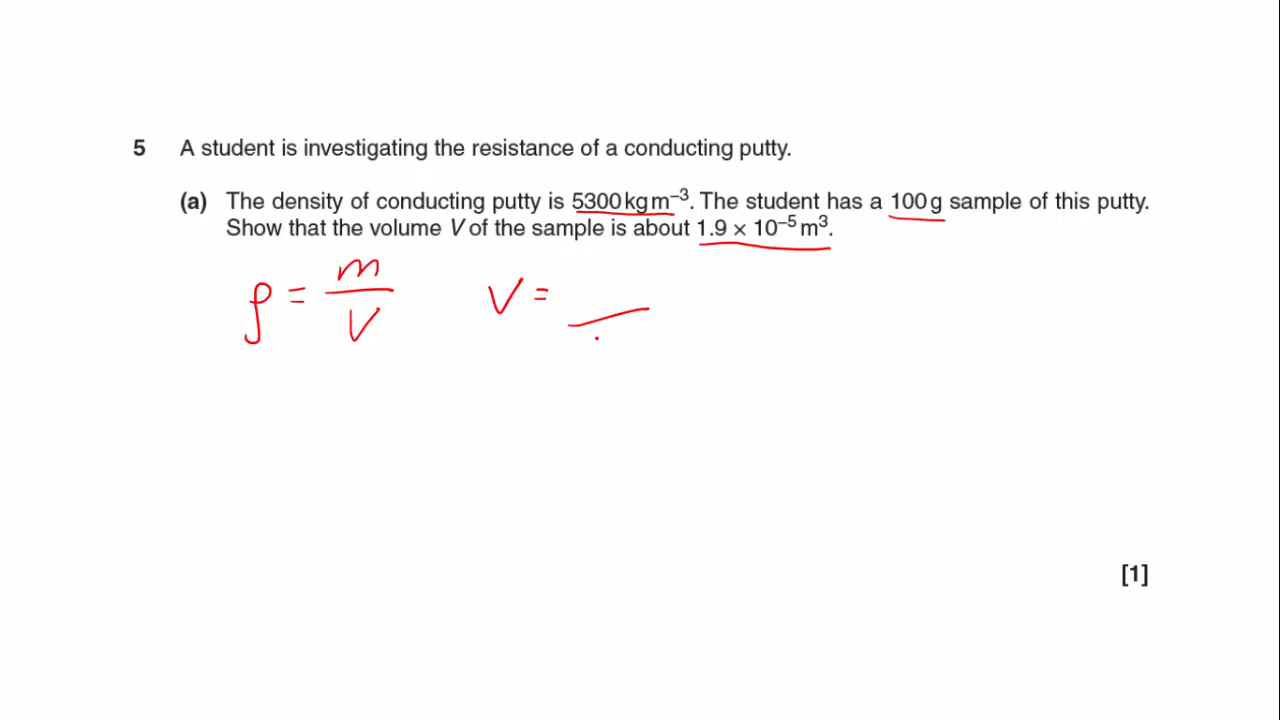 5 A student is investigating the resistance of a conducting putty.
(a) The density of conducting putty is 5300 kg m⁻³. The student has a 100 g sample of this putty.
Show that the volume V of the sample is about 1.9 × 10⁻⁵ m³.
ρ = m / V V =
[1]